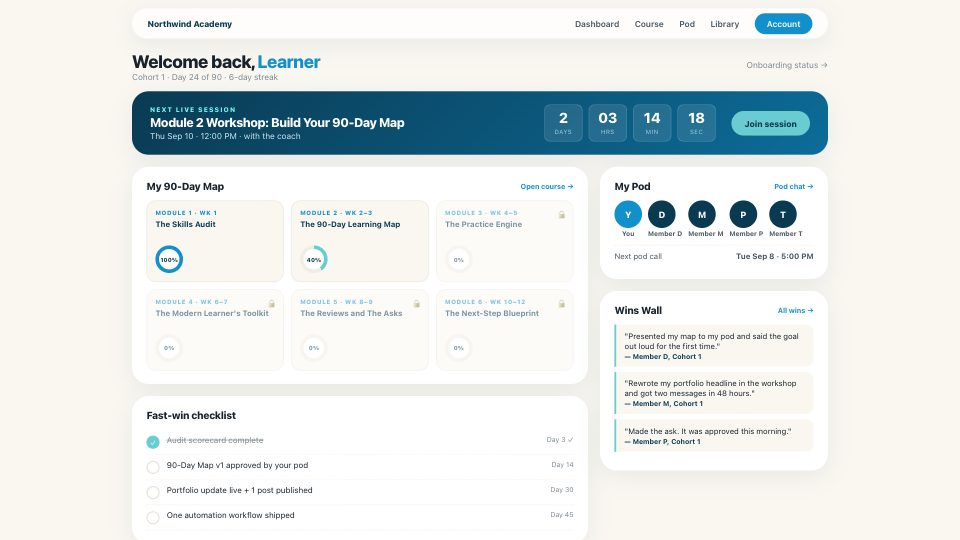 Northwind Academy
Dashboard
Course
Pod
Library
Account
Welcome back, Learner
Cohort 1 · Day 24 of 90 · 6-day streak
Onboarding status →
NEXT LIVE SESSION
Module 2 Workshop: Build Your 90-Day Map
Thu Sep 10 · 12:00 PM · with the coach
2
DAYS
03
HRS
14
MIN
18
SEC
Join session
My 90-Day Map
Open course →
MODULE 1 · WK 1
The Skills Audit
100%
MODULE 2 · WK 2–3
The 90-Day Learning Map
40%
MODULE 3 · WK 4–5
The Practice Engine
0%
MODULE 4 · WK 6–7
The Modern Learner's Toolkit
0%
MODULE 5 · WK 8–9
The Reviews and The Asks
0%
MODULE 6 · WK 10–12
The Next-Step Blueprint
0%
Fast-win checklist
Audit scorecard complete
Day 3 ✓
90-Day Map v1 approved by your pod
Day 14
Portfolio update live + 1 post published
Day 30
One automation workflow shipped
Day 45
My Pod
Pod chat →
Y
You
D
Member D
M
Member M
P
Member P
T
Member T
Next pod call
Tue Sep 8 · 5:00 PM
Wins Wall
All wins →
"Presented my map to my pod and said the goal
out loud for the first time."
— Member D, Cohort 1
"Rewrote my portfolio headline in the workshop
and got two messages in 48 hours."
— Member M, Cohort 1
"Made the ask. It was approved this morning."
— Member P, Cohort 1